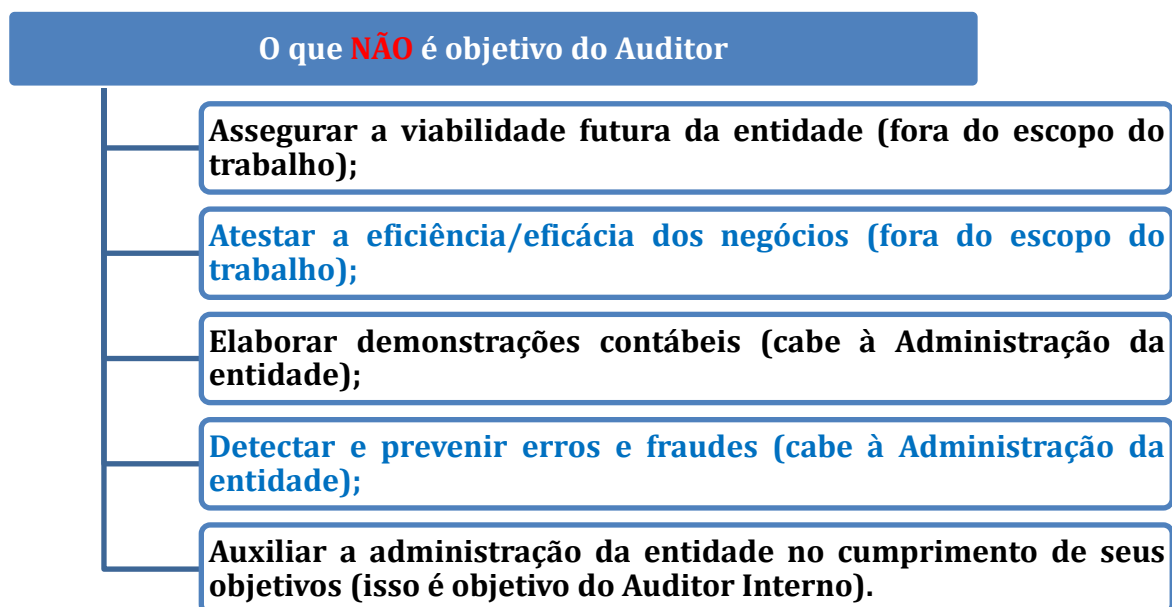 O que NÃO é objetivo do Auditor
Assegurar a viabilidade futura da entidade (fora do escopo do
trabalho);
Atestar a eficiência/eficácia dos negócios (fora do escopo do
trabalho);
Elaborar demonstrações contábeis (cabe à Administração da
entidade);
Detectar e prevenir erros e fraudes (cabe à Administração da
entidade);
Auxiliar a administração da entidade no cumprimento de seus
objetivos (isso é objetivo do Auditor Interno).